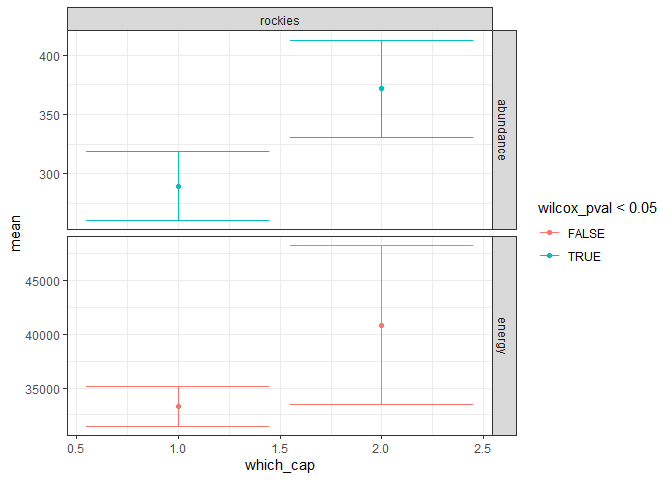 rockies
400
350
300
abundance
45000
40000
35000
energy
0.5 1.0 1.5 2.0 2.5
which_cap
mean
wilcox_pval < 0.05
FALSE
TRUE